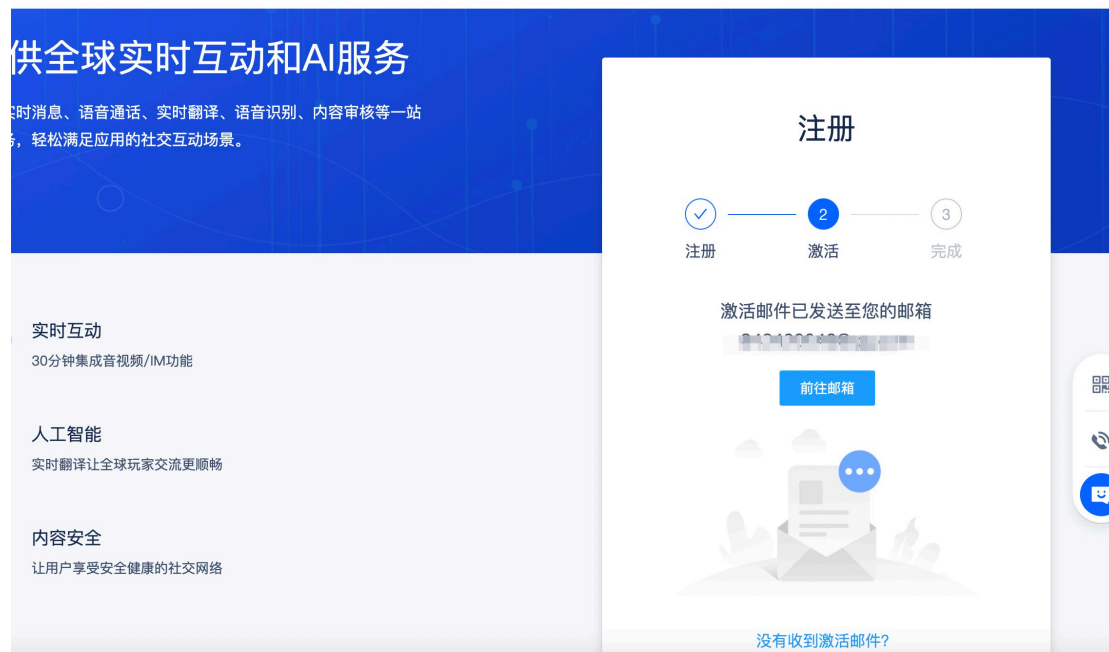 供全球实时互动和AI服务
时消息、语音通话、实时翻译、语音识别、内容审核等一站
，轻松满足应用的社交互动场景。
实时互动
30分钟集成音视频/IM功能
人工智能
实时翻译让全球玩家交流更顺畅
内容安全
让用户享受安全健康的社交网络
注册
2
3
注册
激活
完成
激活邮件已发送至您的邮箱
前往邮箱
没有收到激活邮件?